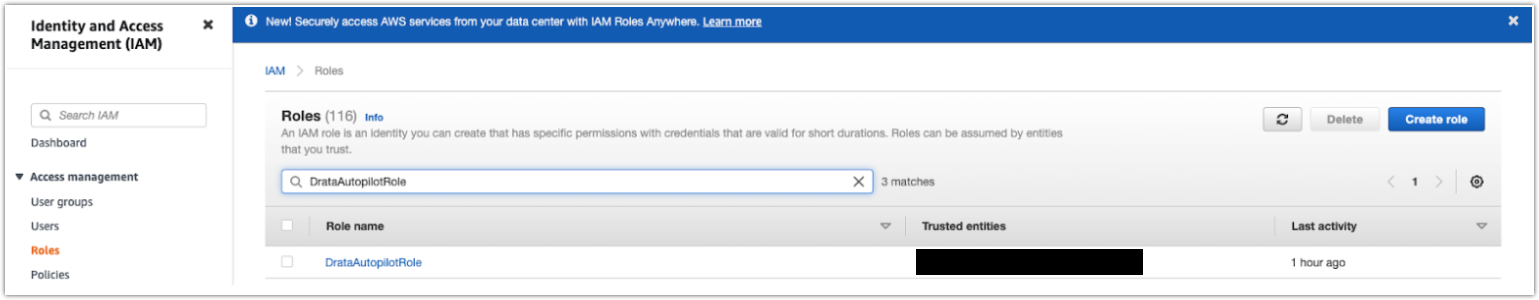 Identity and Access
Management (IAM)
Search IAM
Dashboard
Access management
User groups
Users
Roles
Policies
New! Securely access AWS services from your data center with IAM Roles Anywhere. Learn more
IAM > Roles
Roles (116) Info
An IAM role is an identity you can create that has specific permissions with credentials that are valid for short durations. Roles can be assumed by entities
that you trust.
Delete
Create role
DrataAutopilotRole
3 matches
1
Role name Trusted entities Last activity
DrataAutopilotRole 1 hour ago